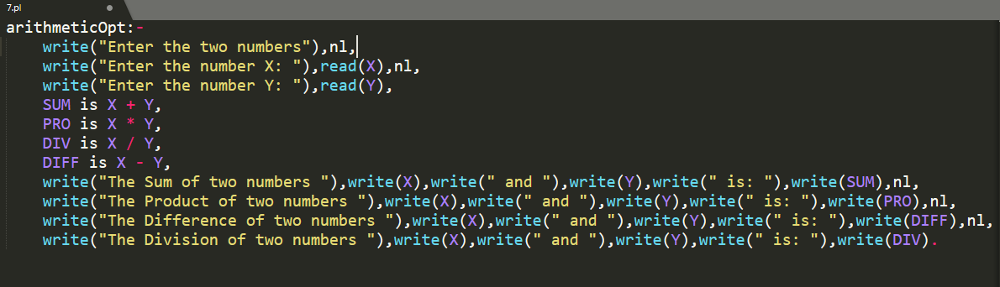 7.pl
arithmeticOpt:-
    write("Enter the two numbers"),nl,
    write("Enter the number X: "),read(X),nl,
    write("Enter the number Y: "),read(Y),
    SUM is X + Y,
    PRO is X * Y,
    DIV is X / Y,
    DIFF is X - Y,
    write("The Sum of two numbers "),write(X),write(" and "),write(Y),write(" is: "),write(SUM),nl,
    write("The Product of two numbers "),write(X),write(" and "),write(Y),write(" is: "),write(PRO),nl,
    write("The Difference of two numbers "),write(X),write(" and "),write(Y),write(" is: "),write(DIFF),nl,
    write("The Division of two numbers "),write(X),write(" and "),write(Y),write(" is: "),write(DIV).